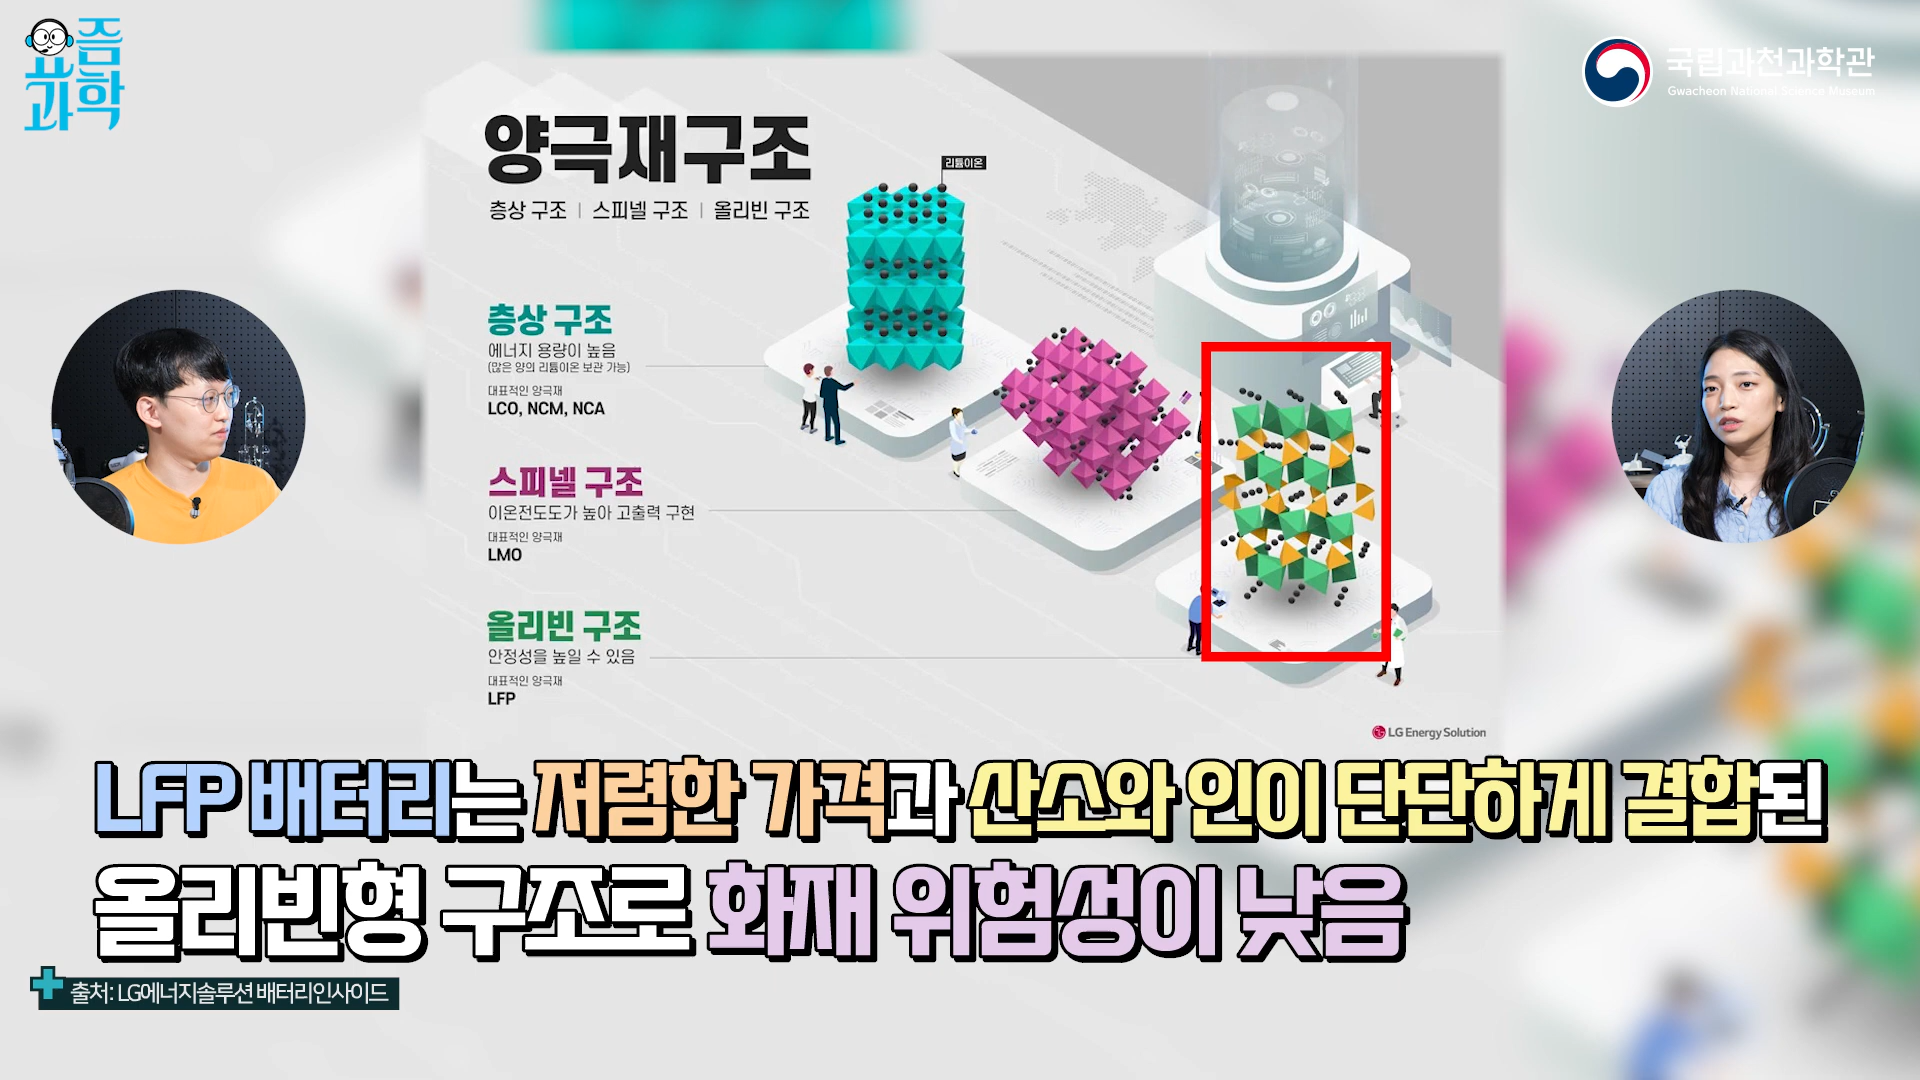 요즘과학
국립과천과학관
Gwacheon National Science Museum
양극재구조
층상 구조 | 스피넬 구조 | 올리빈 구조
리튬이온
층상 구조
에너지 용량이 높음
(많은 양의 리튬이온 보관 가능)
대표적인 양극재
LCO, NCM, NCA
스피넬 구조
이온전도도가 높아 고출력 구현
대표적인 양극재
LMO
올리빈 구조
안정성을 높일 수 있음
대표적인 양극재
LFP
LG Energy Solution
LFP 배터리는 저렴한 가격과 산소와 인이 단단하게 결합된
올리빈형 구조로 화재 위험성이 낮음
출처: LG에너지솔루션 배터리인사이드